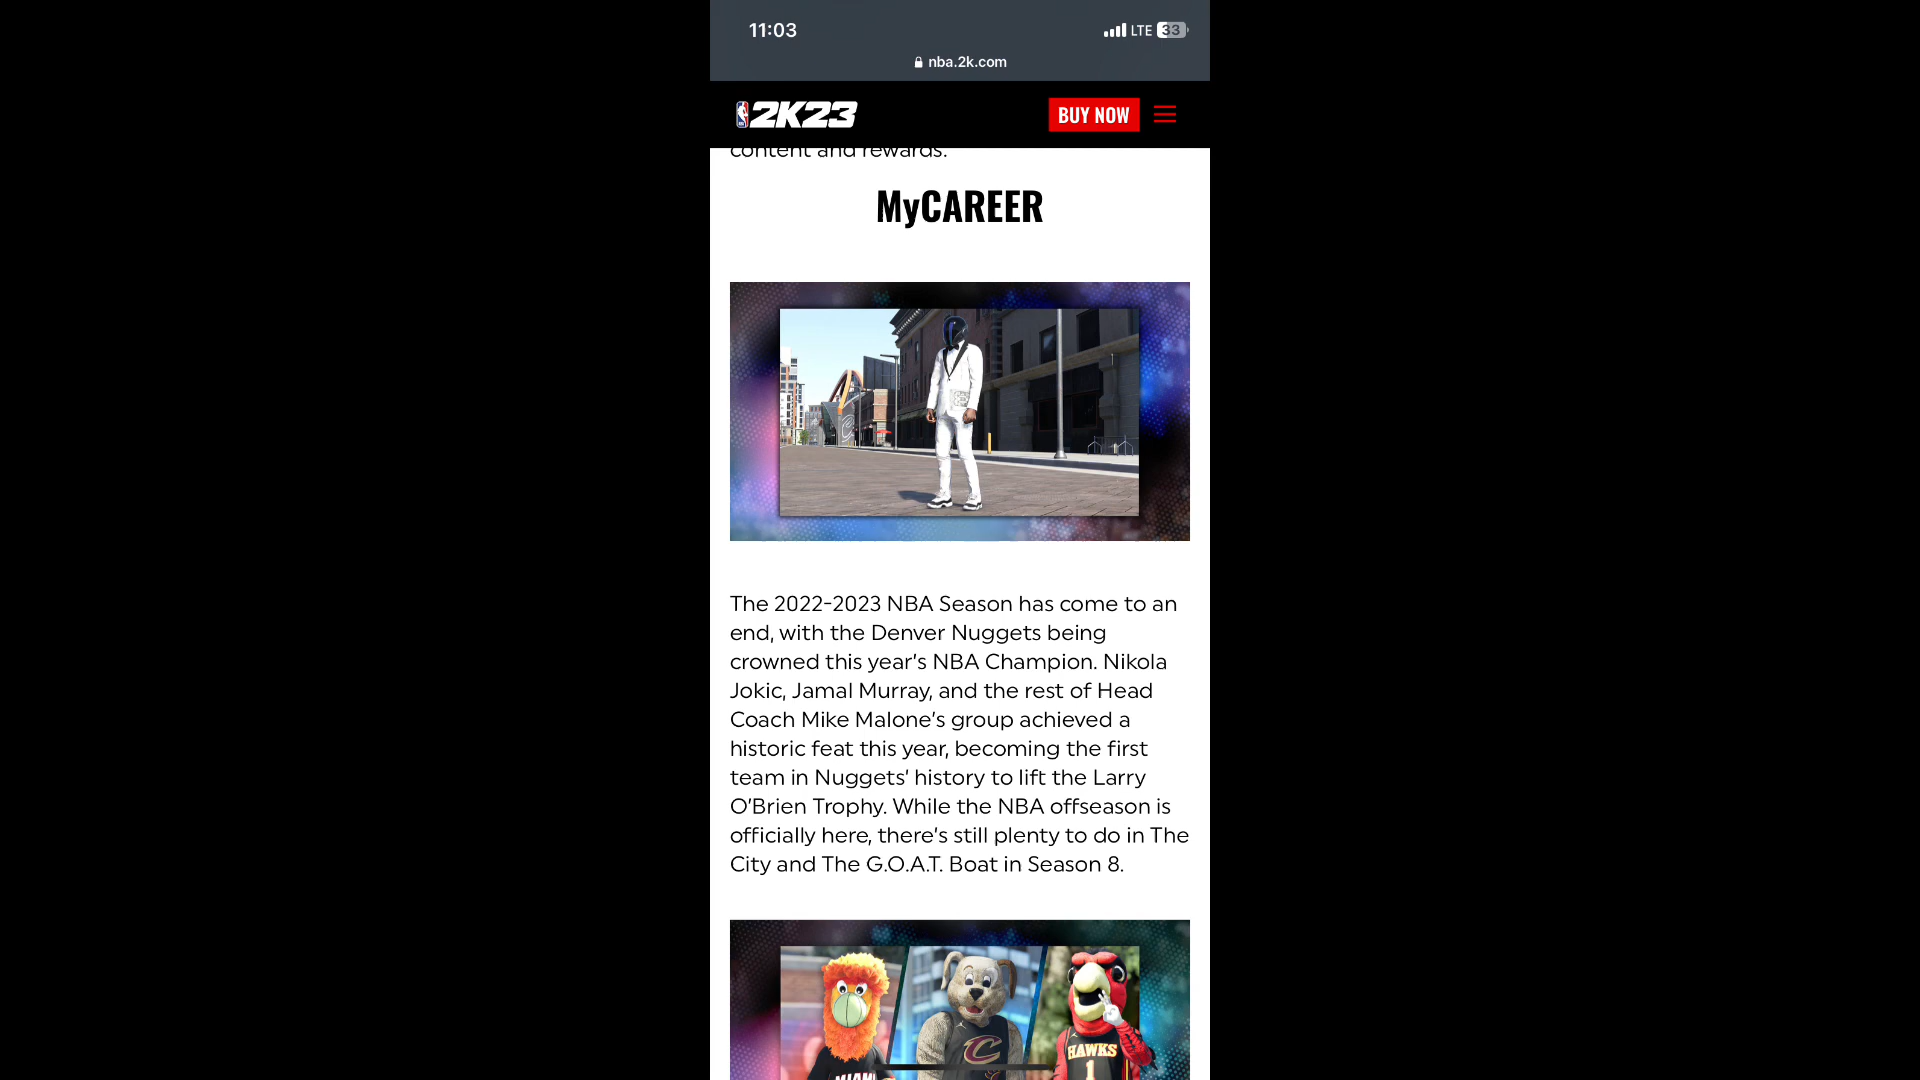 11:03
LTE 33
nba.2k.com
2K23
BUY NOW
content and rewards.
MyCAREER
The 2022-2023 NBA Season has come to an
end, with the Denver Nuggets being
crowned this year's NBA Champion. Nikola
Jokic, Jamal Murray, and the rest of Head
Coach Mike Malone's group achieved a
historic feat this year, becoming the first
team in Nuggets' history to lift the Larry
O'Brien Trophy. While the NBA offseason is
officially here, there's still plenty to do in The
City and The G.O.A.T. Boat in Season 8.
MIAMI
C
HAWKS
1